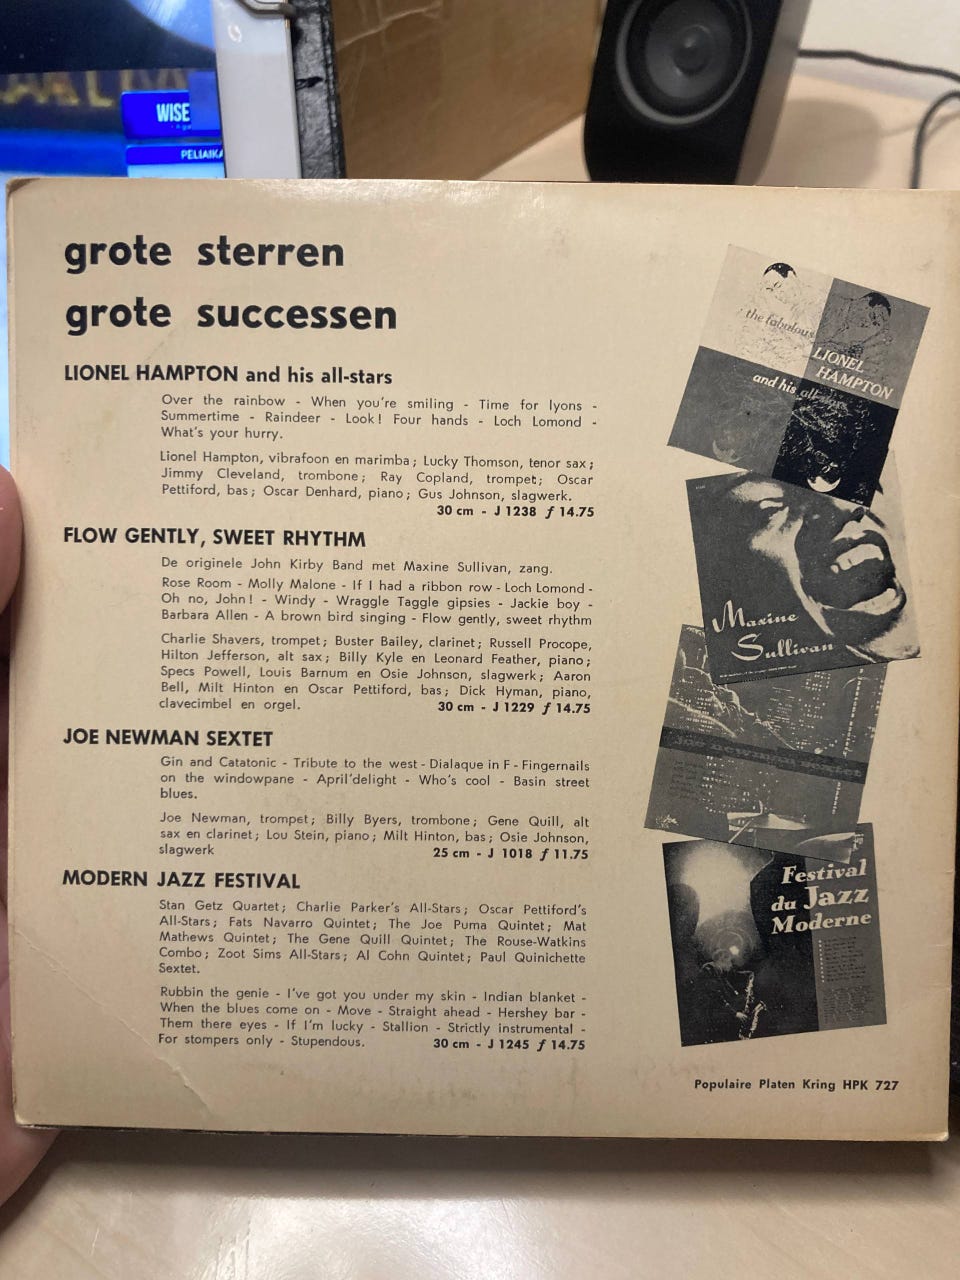 WISE
PELIAIKA
grote sterren
grote successen
LIONEL HAMPTON and his all-stars
Over the rainbow - When you're smiling - Time for lyons -
Summertime - Raindeer - Look! Four hands - Loch Lomond -
What's your hurry.
Lionel Hampton, vibrafoon en marimba; Lucky Thomson, tenor sax;
Jimmy Cleveland, trombone; Ray Copland, trompet; Oscar
Pettiford, bas; Oscar Denhard, piano; Gus Johnson, slagwerk.
30 cm - J 1238 ƒ 14.75
FLOW GENTLY, SWEET RHYTHM
De originele John Kirby Band met Maxine Sullivan, zang.
Rose Room - Molly Malone - If I had a ribbon row - Loch Lomond -
Oh no, John! - Windy - Wraggle Taggle gipsies - Jackie boy -
Barbara Allen - A brown bird singing - Flow gently, sweet rhythm
Charlie Shavers, trompet; Buster Bailey, clarinet; Russell Procope,
Hilton Jefferson, alt sax; Billy Kyle en Leonard Feather, piano;
Specs Powell, Louis Barnum en Osie Johnson, slagwerk; Aaron
Bell, Milt Hinton en Oscar Pettiford, bas; Dick Hyman, piano,
clavecimbel en orgel. 30 cm - J 1229 ƒ 14.75
JOE NEWMAN SEXTET
Gin and Catatonic - Tribute to the west - Dialaque in F - Fingernails
on the windowpane - April'delight - Who's cool - Basin street
blues.
Joe Newman, trompet; Billy Byers, trombone; Gene Quill, alt
sax en clarinet; Lou Stein, piano; Milt Hinton, bas; Osie Johnson,
slagwerk 25 cm - J 1018 ƒ 11.75
MODERN JAZZ FESTIVAL
Stan Getz Quartet; Charlie Parker's All-Stars; Oscar Pettiford's
All-Stars; Fats Navarro Quintet; The Joe Puma Quintet; Mat
Mathews Quintet; The Gene Quill Quintet; The Rouse-Watkins
Combo; Zoot Sims All-Stars; Al Cohn Quintet; Paul Quinichette
Sextet.
Rubbin the genie - I've got you under my skin - Indian blanket -
When the blues come on - Move - Straight ahead - Hershey bar -
Them there eyes - If I'm lucky - Stallion - Strictly instrumental -
For stompers only - Stupendous. 30 cm - J 1245 ƒ 14.75
the fabulous
LIONEL
HAMPTON
and his all-stars
Maxine
Sullivan
joe newman sextet
Festival
du Jazz
Moderne
Populaire Platen Kring HPK 727